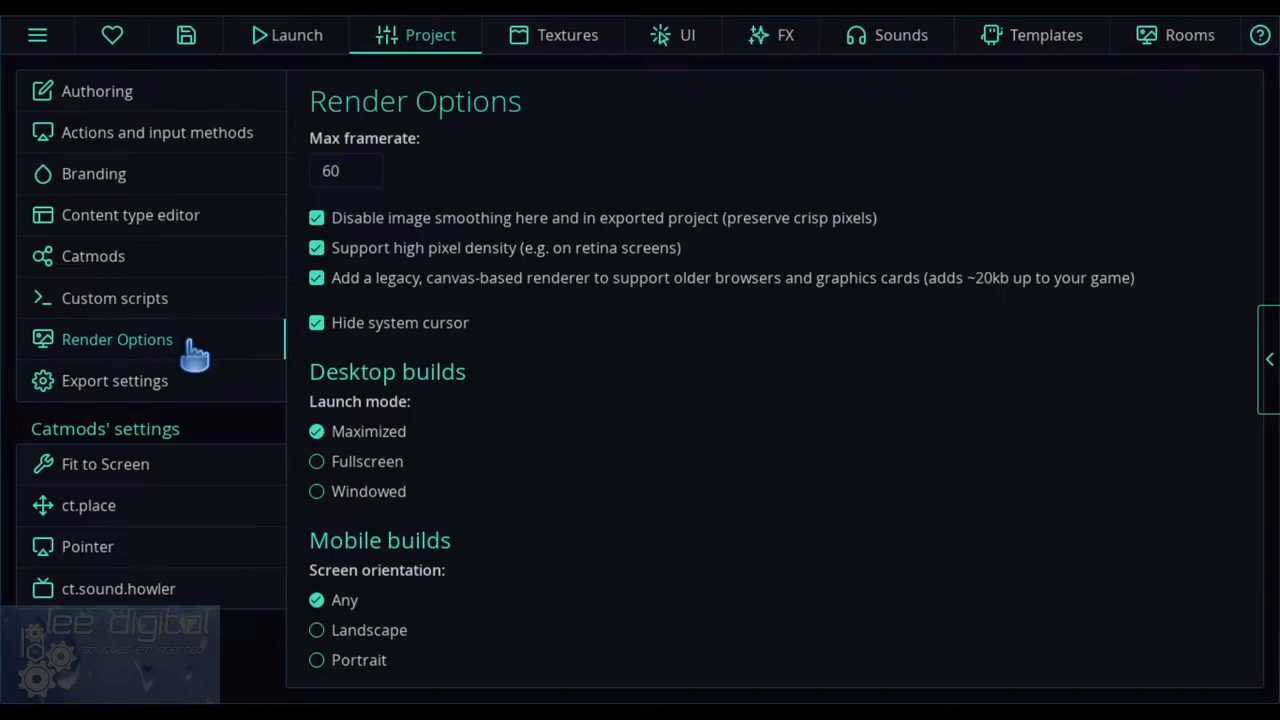 Launch
Project
Textures
UI
FX
Sounds
Templates
Rooms
Authoring
Actions and input methods
Branding
Content type editor
Catmods
Custom scripts
Render Options
Export settings
Catmods' settings
Fit to Screen
ct.place
Pointer
ct.sound.howler
Render Options
Max framerate:
60
Disable image smoothing here and in exported project (preserve crisp pixels)
Support high pixel density (e.g. on retina screens)
Add a legacy, canvas-based renderer to support older browsers and graphics cards (adds ~20kb up to your game)
Hide system cursor
Desktop builds
Launch mode:
Maximized
Fullscreen
Windowed
Mobile builds
Screen orientation:
Any
Landscape
Portrait
lee digital
soluções em internet